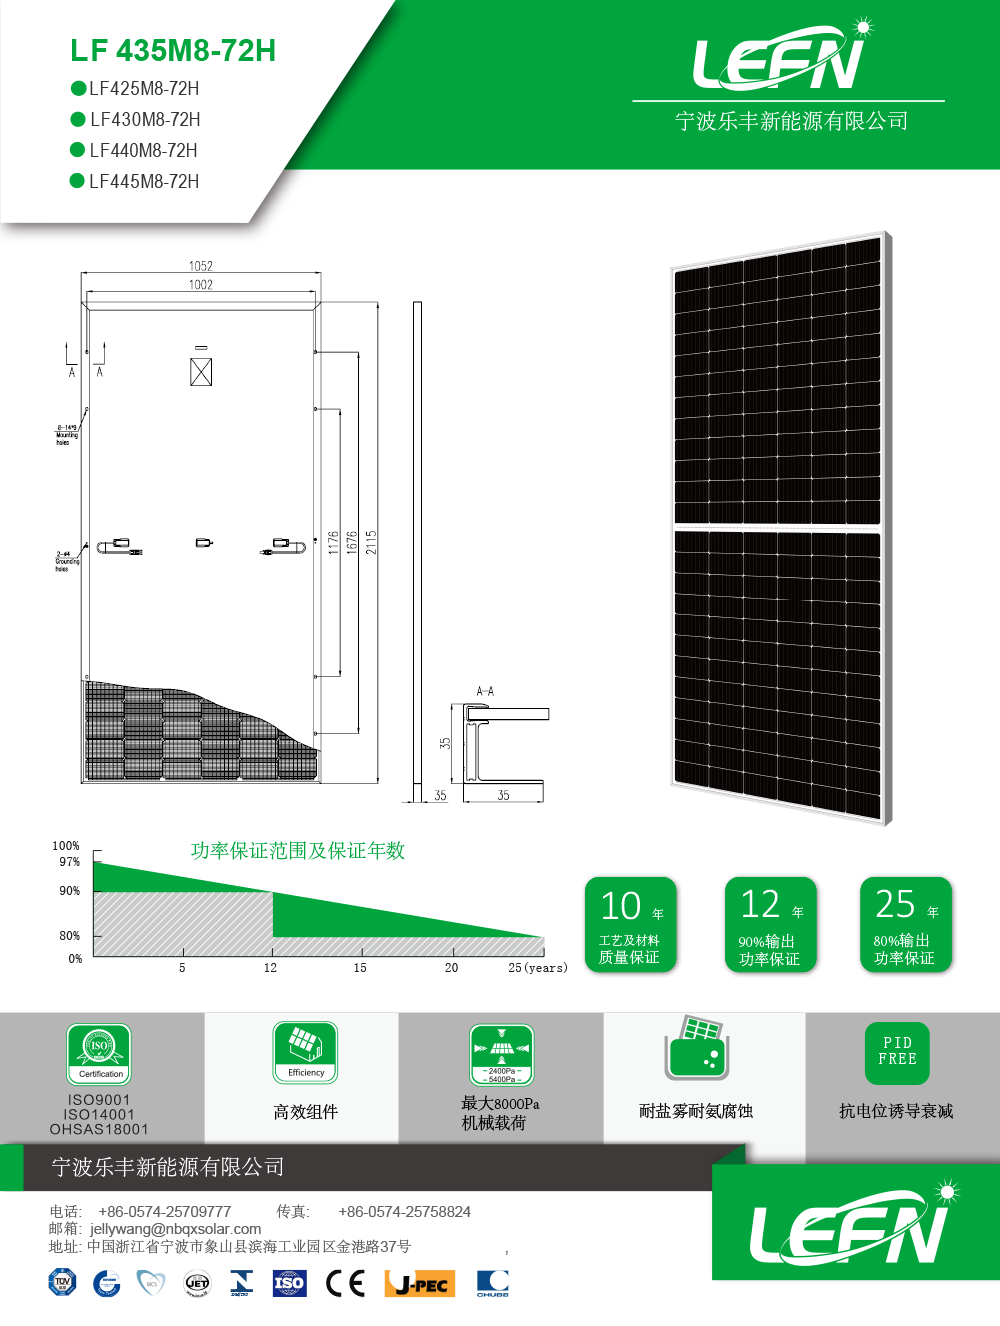 LF 435M8-72H
LF425M8-72H
LF430M8-72H
LF440M8-72H
LF445M8-72H
LEFN
宁波乐丰新能源有限公司
1052
1002
A
A
8-14*9
Mounting
holes
2-ø4
Grounding
holes
1176
1676
2115
A-A
35
35
35
功率保证范围及保证年数
100%
97%
90%
80%
0%
5
12
15
20
25(years)
10 年
工艺及材料
质量保证
12 年
90%输出
功率保证
25 年
80%输出
功率保证
ISO
Certification
ISO9001
ISO14001
OHSAS18001
Efficiency
高效组件
2400Pa
5400Pa
最大8000Pa
机械载荷
耐盐雾耐氨腐蚀
PID
FREE
抗电位诱导衰减
宁波乐丰新能源有限公司
电话: +86-0574-25709777 传真: +86-0574-25758824
邮箱: jellywang@nbqxsolar.com
地址: 中国浙江省宁波市象山县滨海工业园区金港路37号 ,
LEFN
TÜV
MCS
JET
ISO
CE
J-PEC
CHUBB